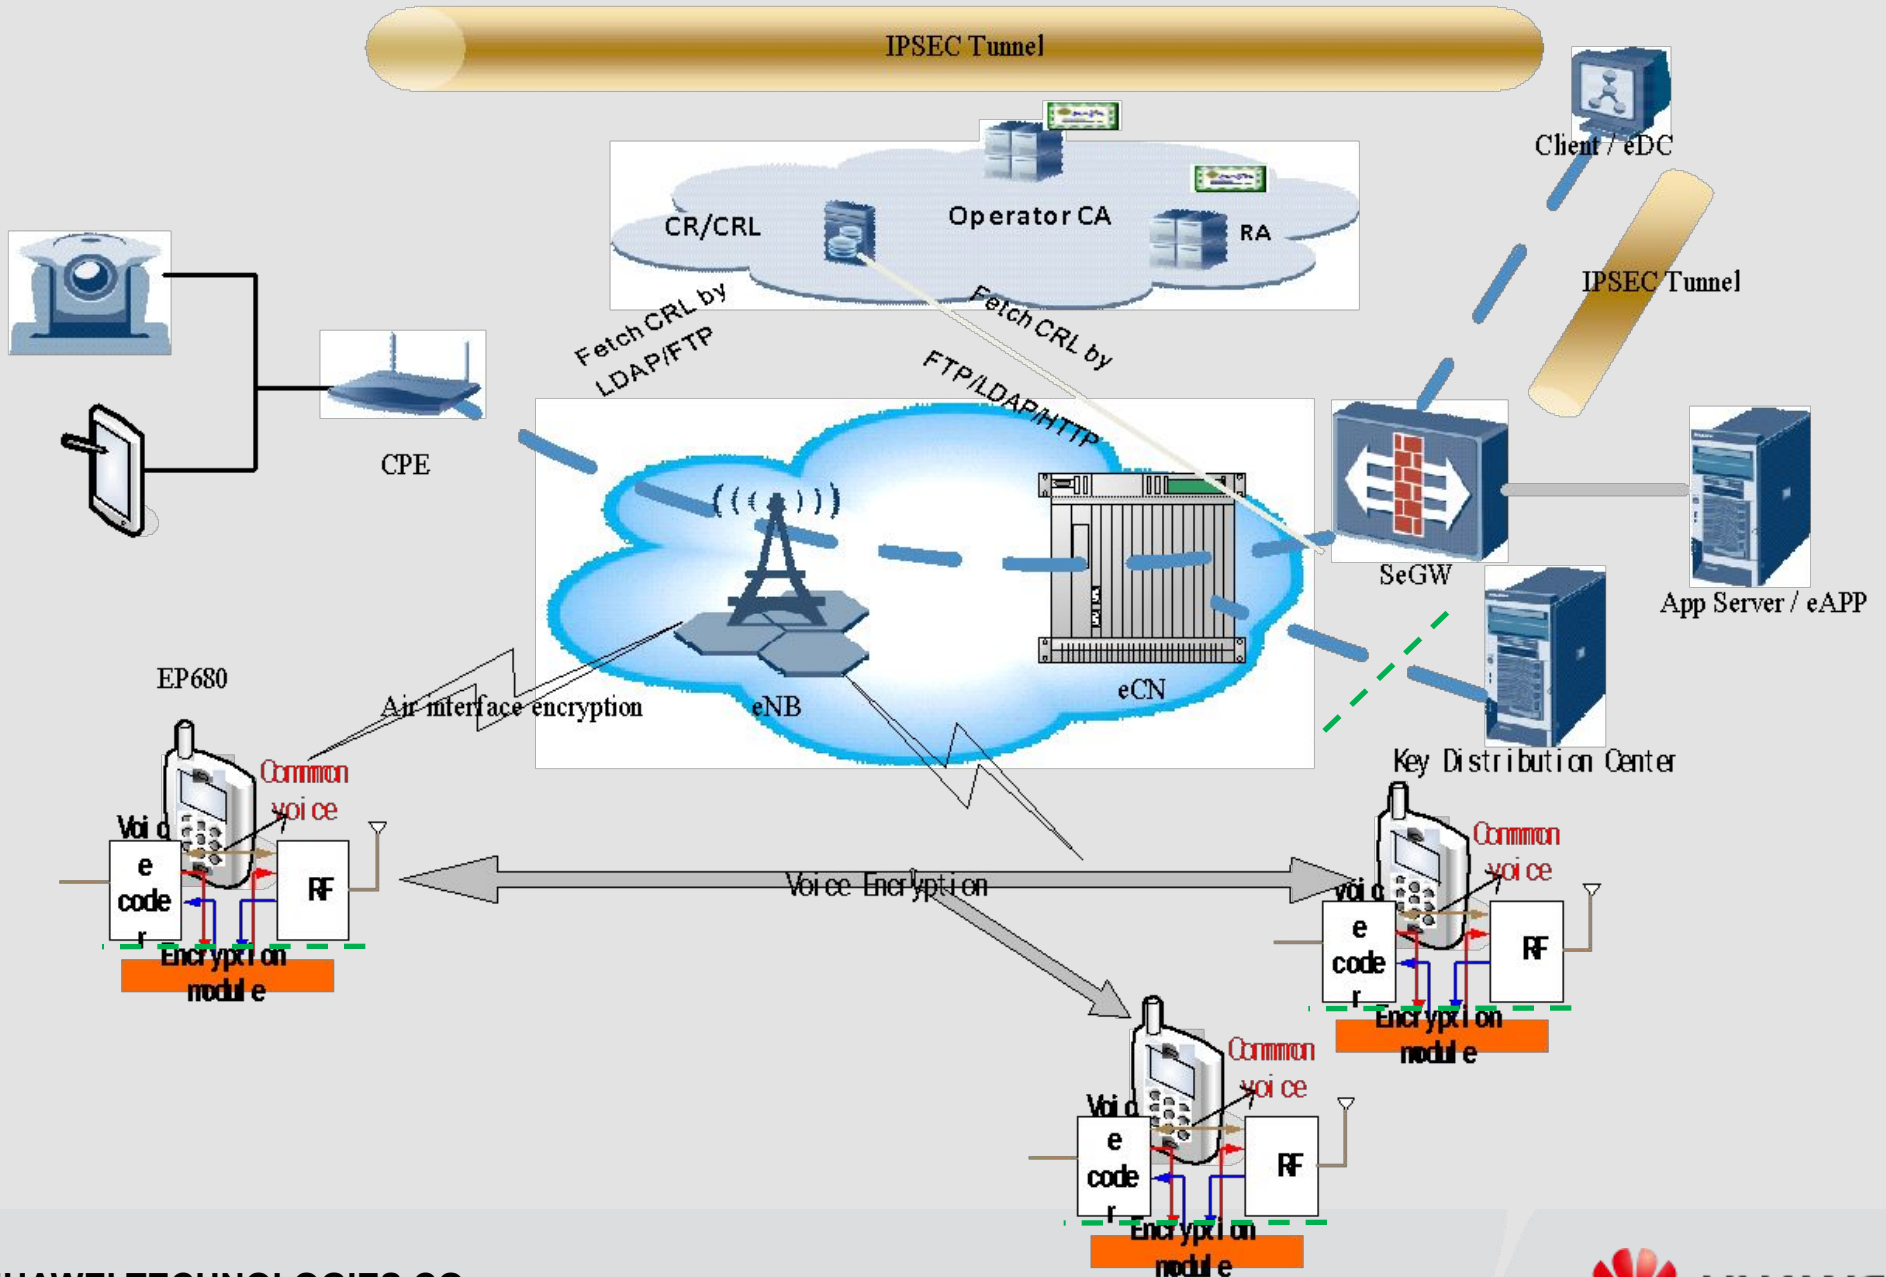 IPSEC Tunnel
Client / eDC
CR/CRL
Operator CA
RA
IPSEC Tunnel
Fetch CRL by
LDAP/FTP
Fetch CRL by
FTP/LDAP/HTTP
CPE
SeGW
App Server / eAPP
EP680
Air interface encryption
eNB
eCN
Key Distribution Center
Common
voice
Voic
e
code
r
RF
Encryption
module
Voice Encryption
Common
voice
voic
e
code
r
RF
Encryption
module
Common
voice
Voic
e
code
r
RF
Encryption
module
HUAWEI TECHNOLOGIES CO